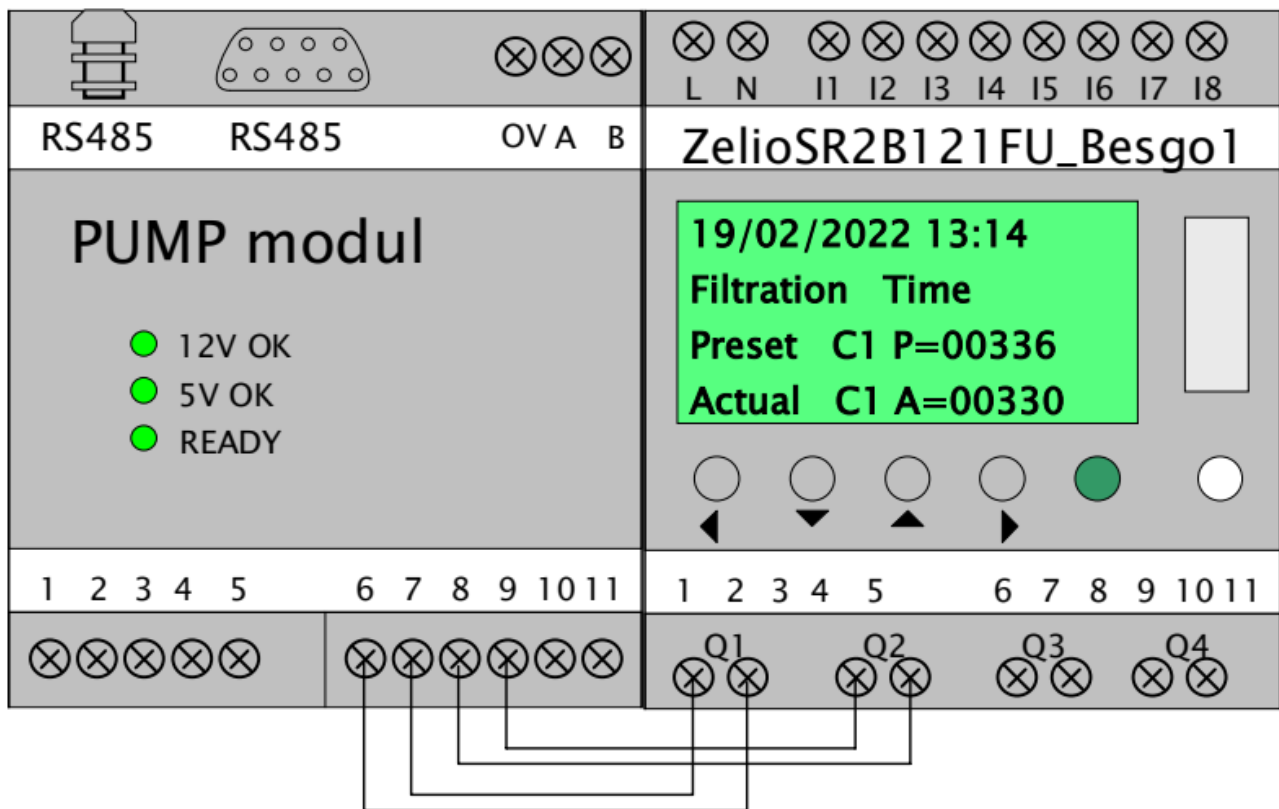 L N I1 I2 I3 I4 I5 I6 I7 I8
RS485 RS485 OV A B
ZelioSR2B121FU_Besgo1
PUMP modul
12V OK
5V OK
READY
19/02/2022 13:14
Filtration Time
Preset C1 P=00336
Actual C1 A=00330
1 2 3 4 5 6 7 8 9 10 11
1 2 3 4 5 6 7 8 9 10 11
Q1 Q2 Q3 Q4